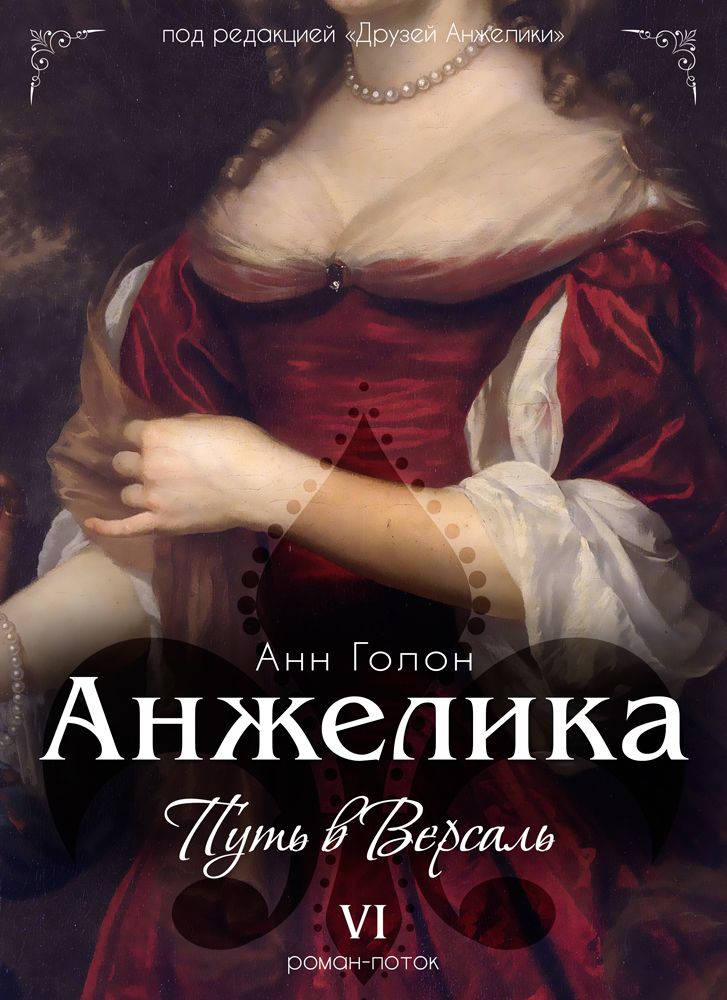 под редакцией «Друзей Анжелики»
Анн Голон
Анжелика
Путь в Версаль
VI
роман-поток